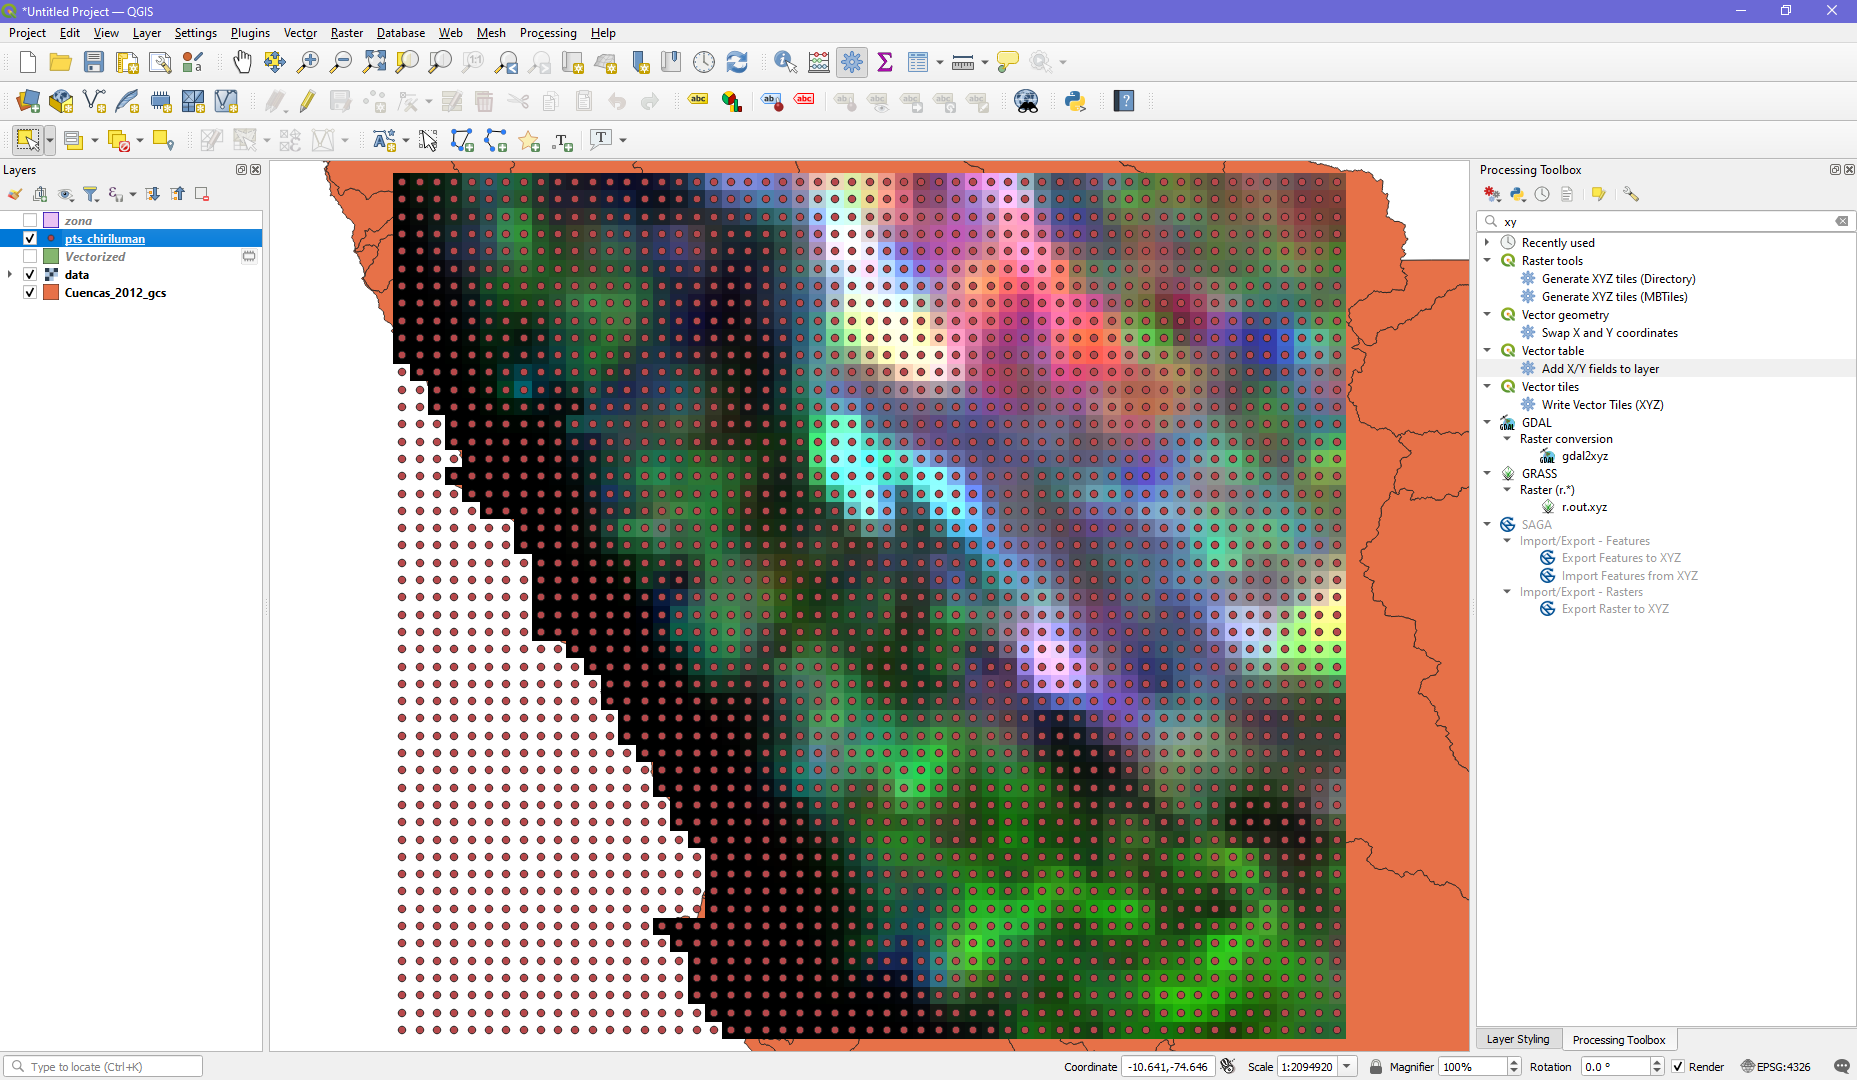 *Untitled Project — QGIS
Project Edit View Layer Settings Plugins Vector Raster Database Web Mesh Processing Help
abc abc ab abc
T T
Layers
zona
pts_chiriluman
Vectorized
data
Cuencas_2012_gcs
Processing Toolbox
xy
Recently used
Raster tools
Generate XYZ tiles (Directory)
Generate XYZ tiles (MBTiles)
Vector geometry
Swap X and Y coordinates
Vector table
Add X/Y fields to layer
Vector tiles
Write Vector Tiles (XYZ)
GDAL
Raster conversion
gdal2xyz
GRASS
Raster (r.*)
r.out.xyz
SAGA
Import/Export - Features
Export Features to XYZ
Import Features from XYZ
Import/Export - Rasters
Export Raster to XYZ
Layer Styling Processing Toolbox
Type to locate (Ctrl+K) Coordinate -10.641,-74.646 Scale 1:2094920 Magnifier 100% Rotation 0.0 ° Render EPSG:4326